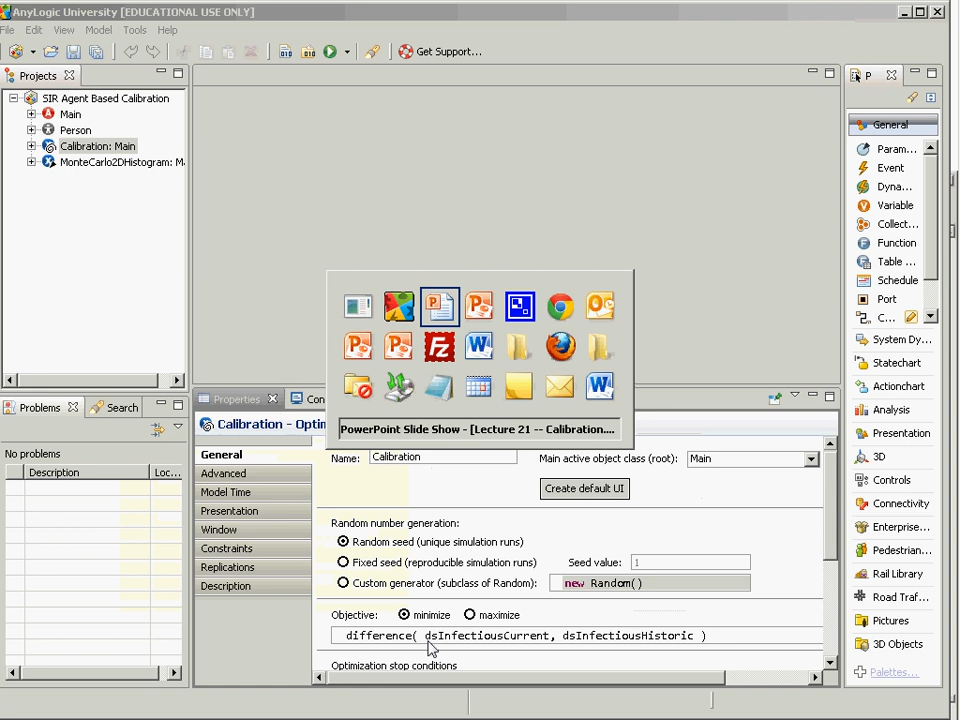 AnyLogic University [EDUCATIONAL USE ONLY]
File Edit View Model Tools Help
Get Support...
Projects
P
SIR Agent Based Calibration
Main
Person
Calibration: Main
MonteCarlo2DHistogram: M
General
Param...
Event
Dyna...
Variable
Collect...
Function
Table ...
Schedule
Port
C...
System Dy...
Statechart
Actionchart
Analysis
Presentation
3D
Controls
Connectivity
Enterprise...
Pedestrian...
Rail Library
Road Traf...
Pictures
3D Objects
Palettes...
PowerPoint Slide Show - [Lecture 21 -- Calibration....
Problems
Search
No problems
Description
Loc...
Properties
Con
Calibration - Opti
General
Advanced
Model Time
Presentation
Window
Constraints
Replications
Description
Name: Calibration
Main active object class (root): Main
Create default UI
Random number generation:
Random seed (unique simulation runs)
Fixed seed (reproducible simulation runs) Seed value: 1
Custom generator (subclass of Random): new Random()
Objective: minimize maximize
difference( dsInfectiousCurrent, dsInfectiousHistoric )
Optimization stop conditions